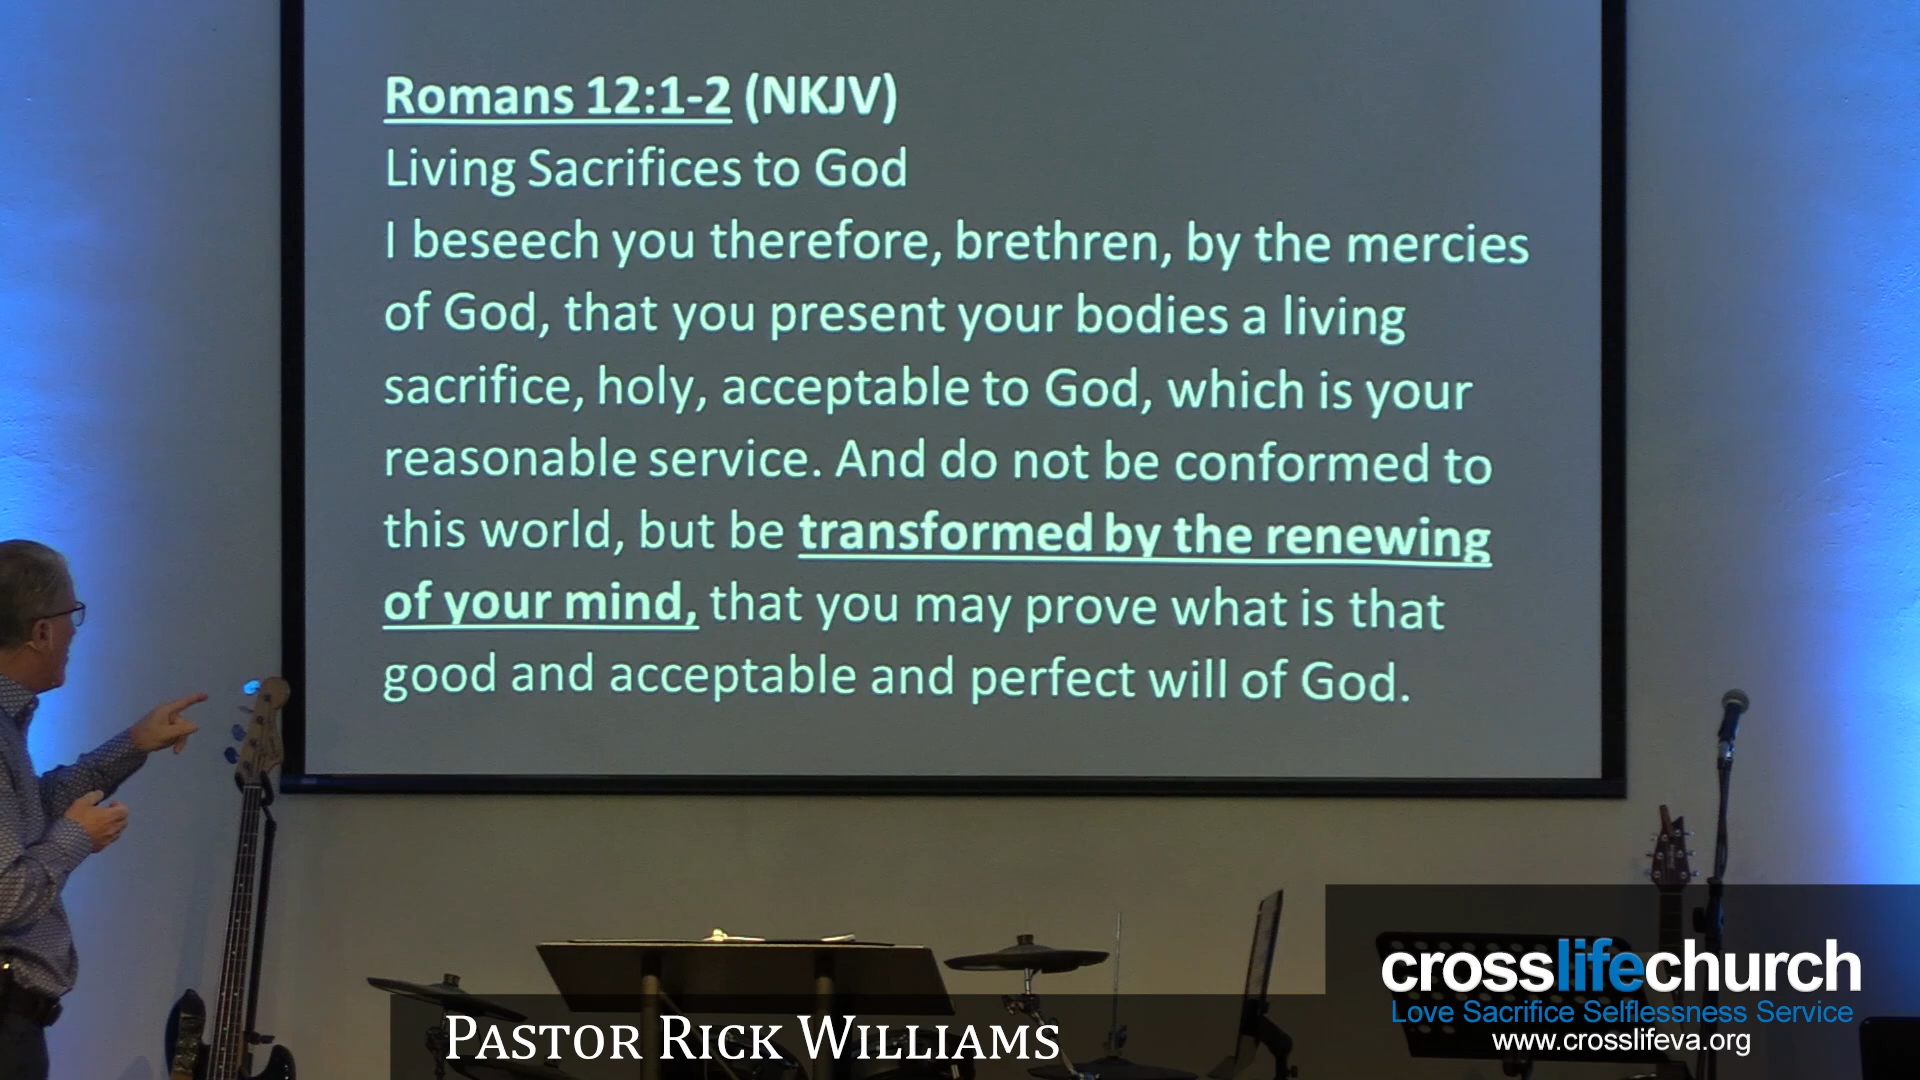 Romans 12:1-2 (NKJV)
Living Sacrifices to God
I beseech you therefore, brethren, by the mercies
of God, that you present your bodies a living
sacrifice, holy, acceptable to God, which is your
reasonable service. And do not be conformed to
this world, but be transformed by the renewing
of your mind, that you may prove what is that
good and acceptable and perfect will of God.
PASTOR RICK WILLIAMS
crosslifechurch
Love Sacrifice Selflessness Service
www.crosslifeva.org